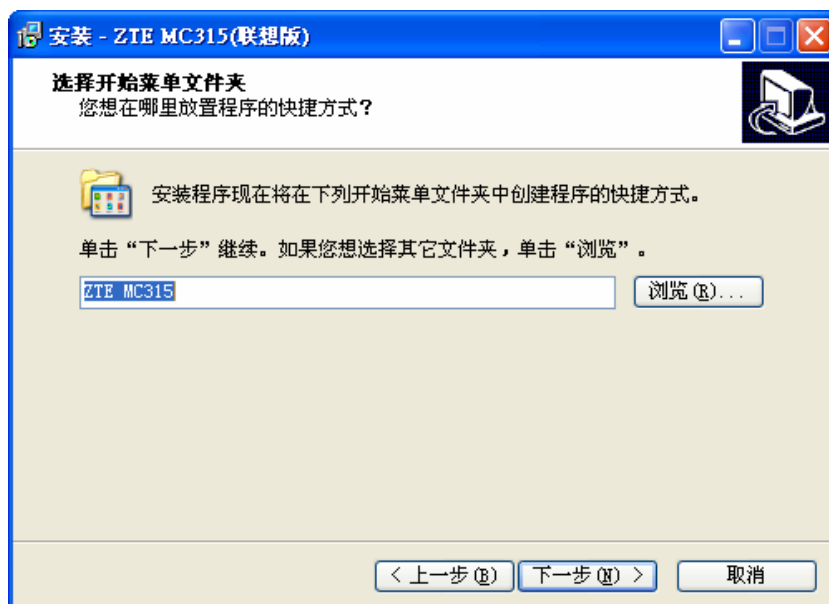 安装 - ZTE MC315(联想版)
选择开始菜单文件夹
您想在哪里放置程序的快捷方式?
安装程序现在将在下列开始菜单文件夹中创建程序的快捷方式。
单击“下一步”继续。如果您想选择其它文件夹,单击“浏览”。
ZTE MC315
浏览(R)...
< 上一步(B)
下一步(N) >
取消